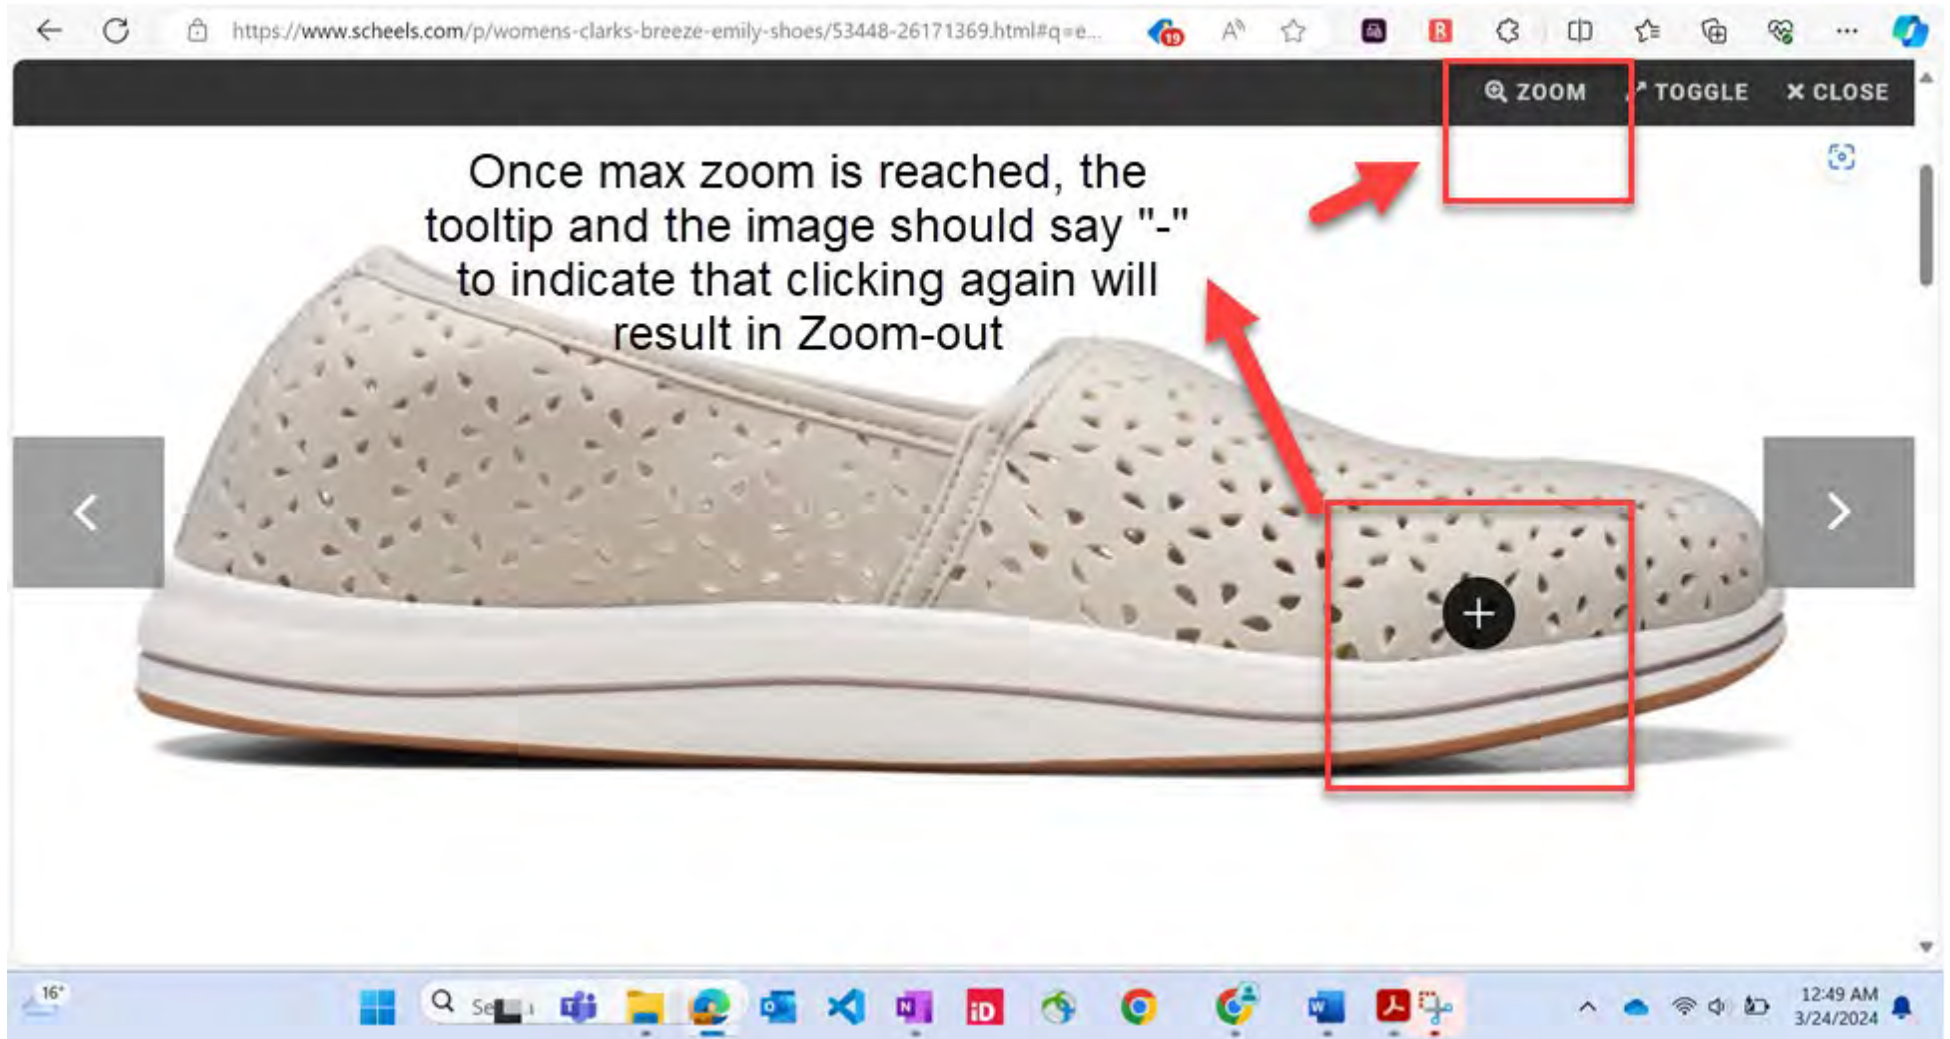 https://www.scheels.com/p/womens-clarks-breeze-emily-shoes/53448-26171369.html#q=e...
19
R
ZOOM
TOGGLE
CLOSE
Once max zoom is reached, the
tooltip and the image should say "-"
to indicate that clicking again will
result in Zoom-out
16°
N
iD
W
12:49 AM
3/24/2024